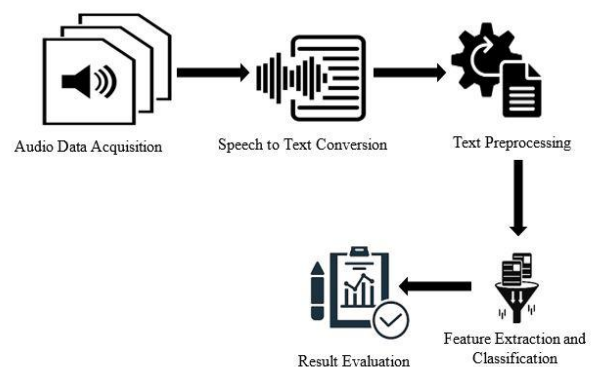 Audio Data Acquisition
Speech to Text Conversion
Text Preprocessing
Feature Extraction and
Classification
Result Evaluation